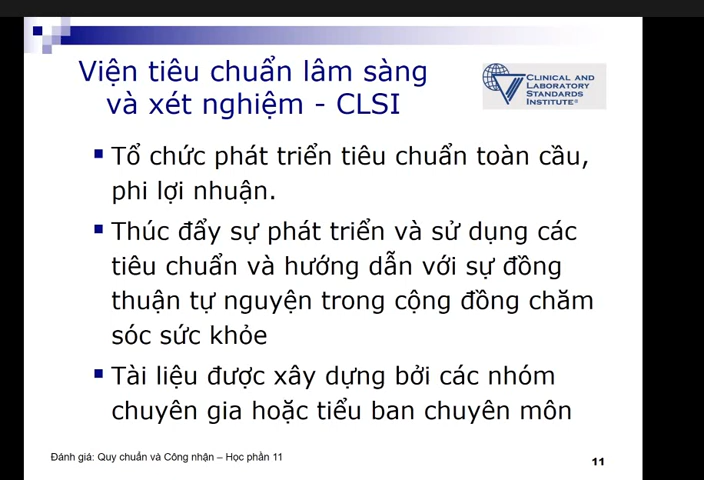 Viện tiêu chuẩn lâm sàng
và xét nghiệm - CLSI
CLINICAL AND
LABORATORY
STANDARDS
INSTITUTE®
▪ Tổ chức phát triển tiêu chuẩn toàn cầu,
phi lợi nhuận.
▪ Thúc đẩy sự phát triển và sử dụng các
tiêu chuẩn và hướng dẫn với sự đồng
thuận tự nguyện trong cộng đồng chăm
sóc sức khỏe
▪ Tài liệu được xây dựng bởi các nhóm
chuyên gia hoặc tiểu ban chuyên môn
Đánh giá: Quy chuẩn và Công nhận – Học phần 11
11